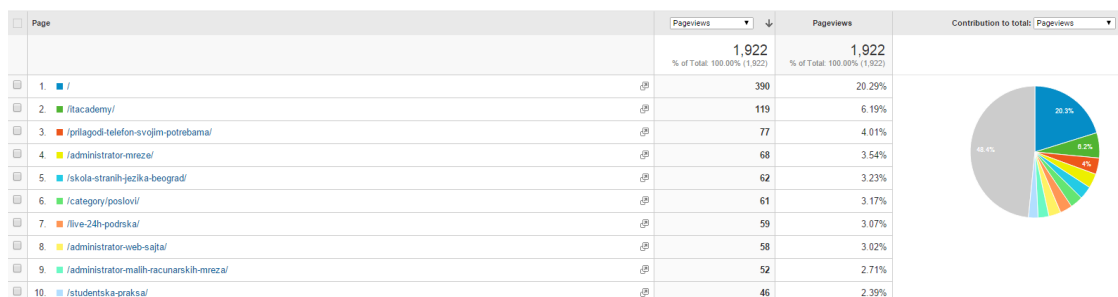 Page Pageviews Pageviews Contribution to total: Pageviews
1,922 1,922
% of Total: 100.00% (1,922) % of Total: 100.00% (1,922)
1. / 390 20.29%
2. /itacademy/ 119 6.19%
3. /prilagodi-telefon-svojim-potrebama/ 77 4.01%
4. /administrator-mreze/ 68 3.54%
5. /skola-stranih-jezika-beograd/ 62 3.23%
6. /category/poslovi/ 61 3.17%
7. /live-24h-podrska/ 59 3.07%
8. /administrator-web-sajta/ 58 3.02%
9. /administrator-malih-racunarskih-mreza/ 52 2.71%
10. /studentska-praksa/ 46 2.39%
20.3%
6.2%
4%
48.4%